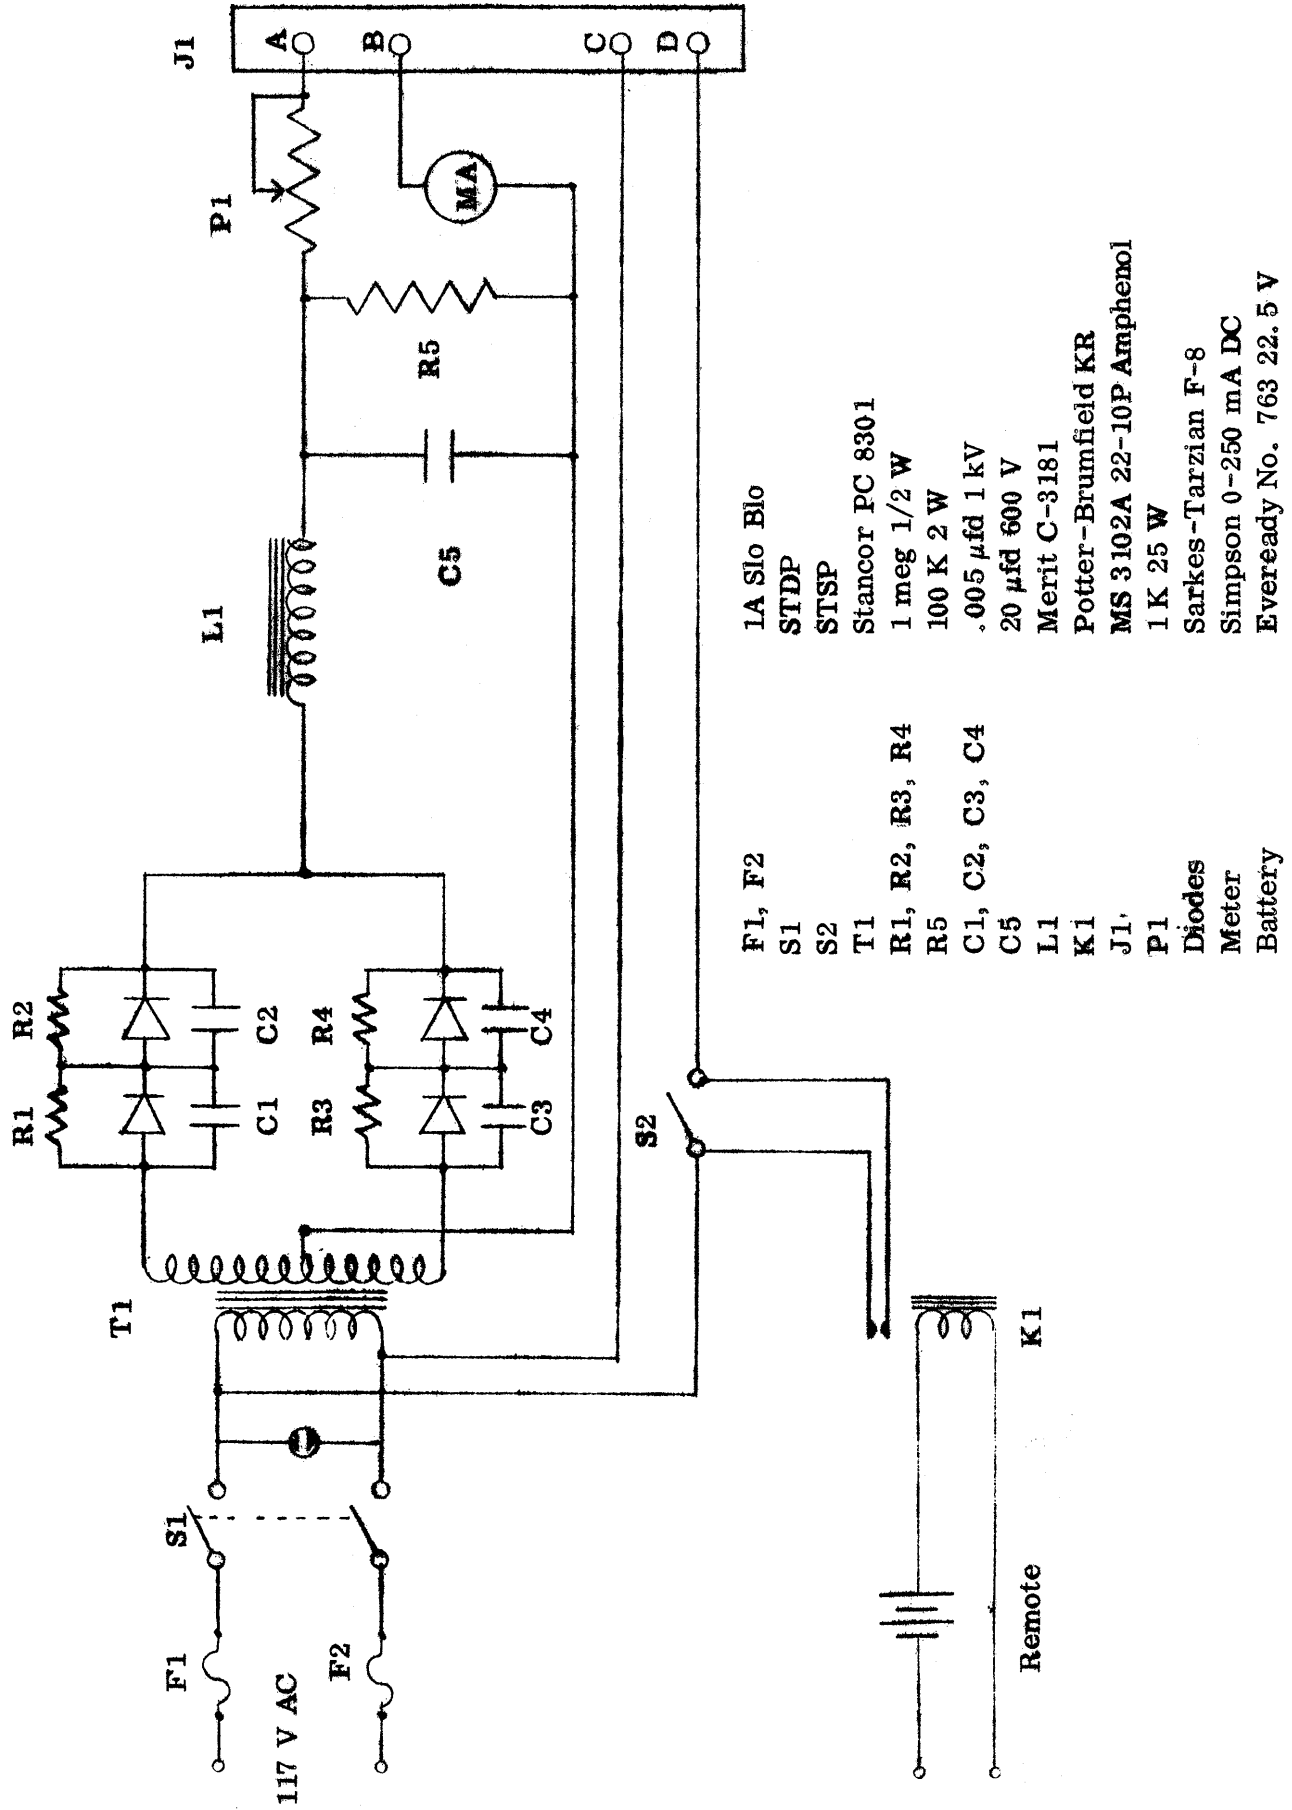 J1
A
B
C
D
P1
MA
R5
C5
L1
R2
R1
C2
C1
R4
R3
C4
C3
T1
S2
S1
F1
117 V AC
F2
K1
Remote
F1, F2 1A Slo Blo
S1 STDP
S2 STSP
T1 Stancor PC 8301
R1, R2, R3, R4 1 meg 1/2 W
R5 100 K 2 W
C1, C2, C3, C4 .005 μfd 1 kV
C5 20 μfd 600 V
L1 Merit C-3181
K1 Potter-Brumfield KR
J1 MS 3102A 22-10P Amphenol
P1 1 K 25 W
Diodes Sarkes-Tarzian F-8
Meter Simpson 0-250 mA DC
Battery Eveready No. 763 22.5 V